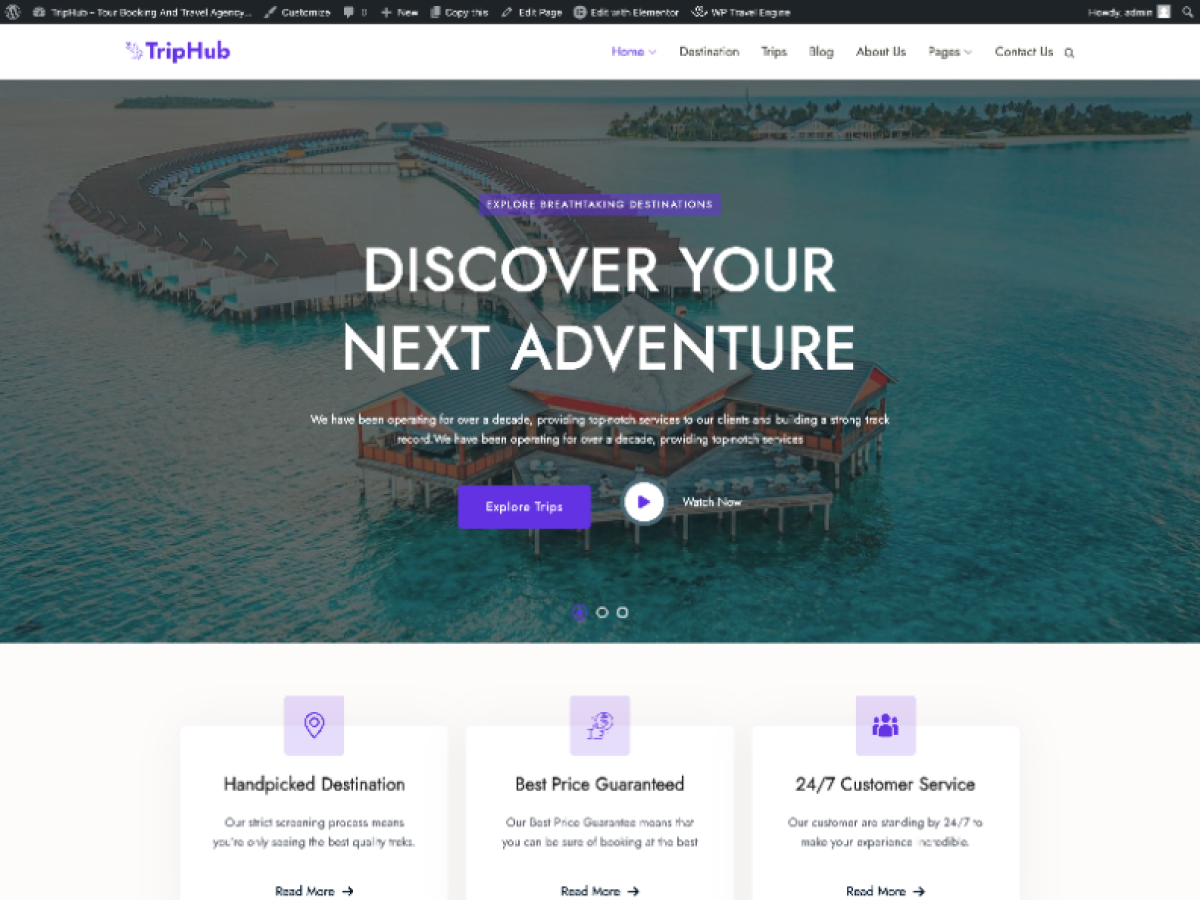 TripHub – Tour Booking And Travel Agency... Customize 0 New Copy this Edit Page Edit with Elementor WP Travel Engine Howdy, admin
TripHub Home Destination Trips Blog About Us Pages Contact Us
EXPLORE BREATHTAKING DESTINATIONS
DISCOVER YOUR
NEXT ADVENTURE
We have been operating for over a decade, providing top-notch services to our clients and building a strong track
record.We have been operating for over a decade, providing top-notch services
Explore Trips
Watch Now
Handpicked Destination
Our strict screening process means
you're only seeing the best quality treks.
Read More
Best Price Guaranteed
Our Best Price Guarantee means that
you can be sure of booking at the best
Read More
24/7 Customer Service
Our customer are standing by 24/7 to
make your experience incredible.
Read More